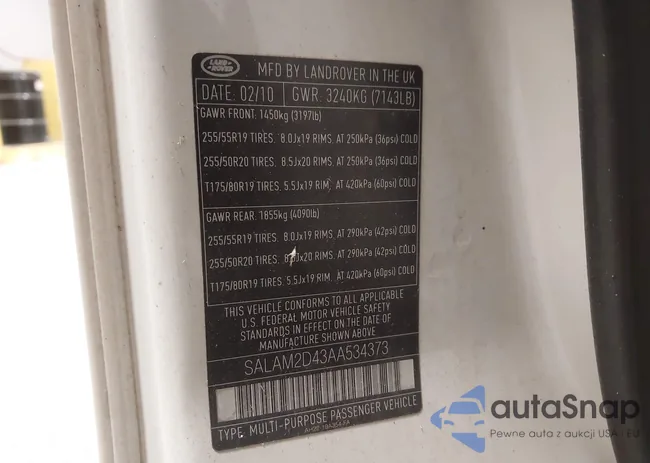 LAND ROVER
MFD BY LANDROVER IN THE UK
DATE: 02/10 GWR: 3240KG (7143LB)
GAWR FRONT: 1450kg (3197lb)
255/55R19 TIRES. 8.0Jx19 RIMS. AT 250kPa (36psi) COLD
255/50R20 TIRES. 8.5Jx20 RIMS. AT 250kPa (36psi) COLD
T175/80R19 TIRES. 5.5Jx19 RIM. AT 420kPa (60psi) COLD
GAWR REAR: 1855kg (4090lb)
255/55R19 TIRES. 8.0Jx19 RIMS. AT 290kPa (42psi) COLD
255/50R20 TIRES. Jx20 RIMS. AT 290kPa (42psi) COLD
T175/80R19 TIRES. 5.5Jx19 RIM. AT 420kPa (60psi) COLD
THIS VEHICLE CONFORMS TO ALL APPLICABLE
U.S. FEDERAL MOTOR VEHICLE SAFETY
STANDARDS IN EFFECT ON THE DATE OF
MANUFACTURE SHOWN ABOVE
SALAM2D43AA534373
TYPE: MULTI-PURPOSE PASSENGER VEHICLE
autaSnap
Pewne auta z aukcji USA i EU